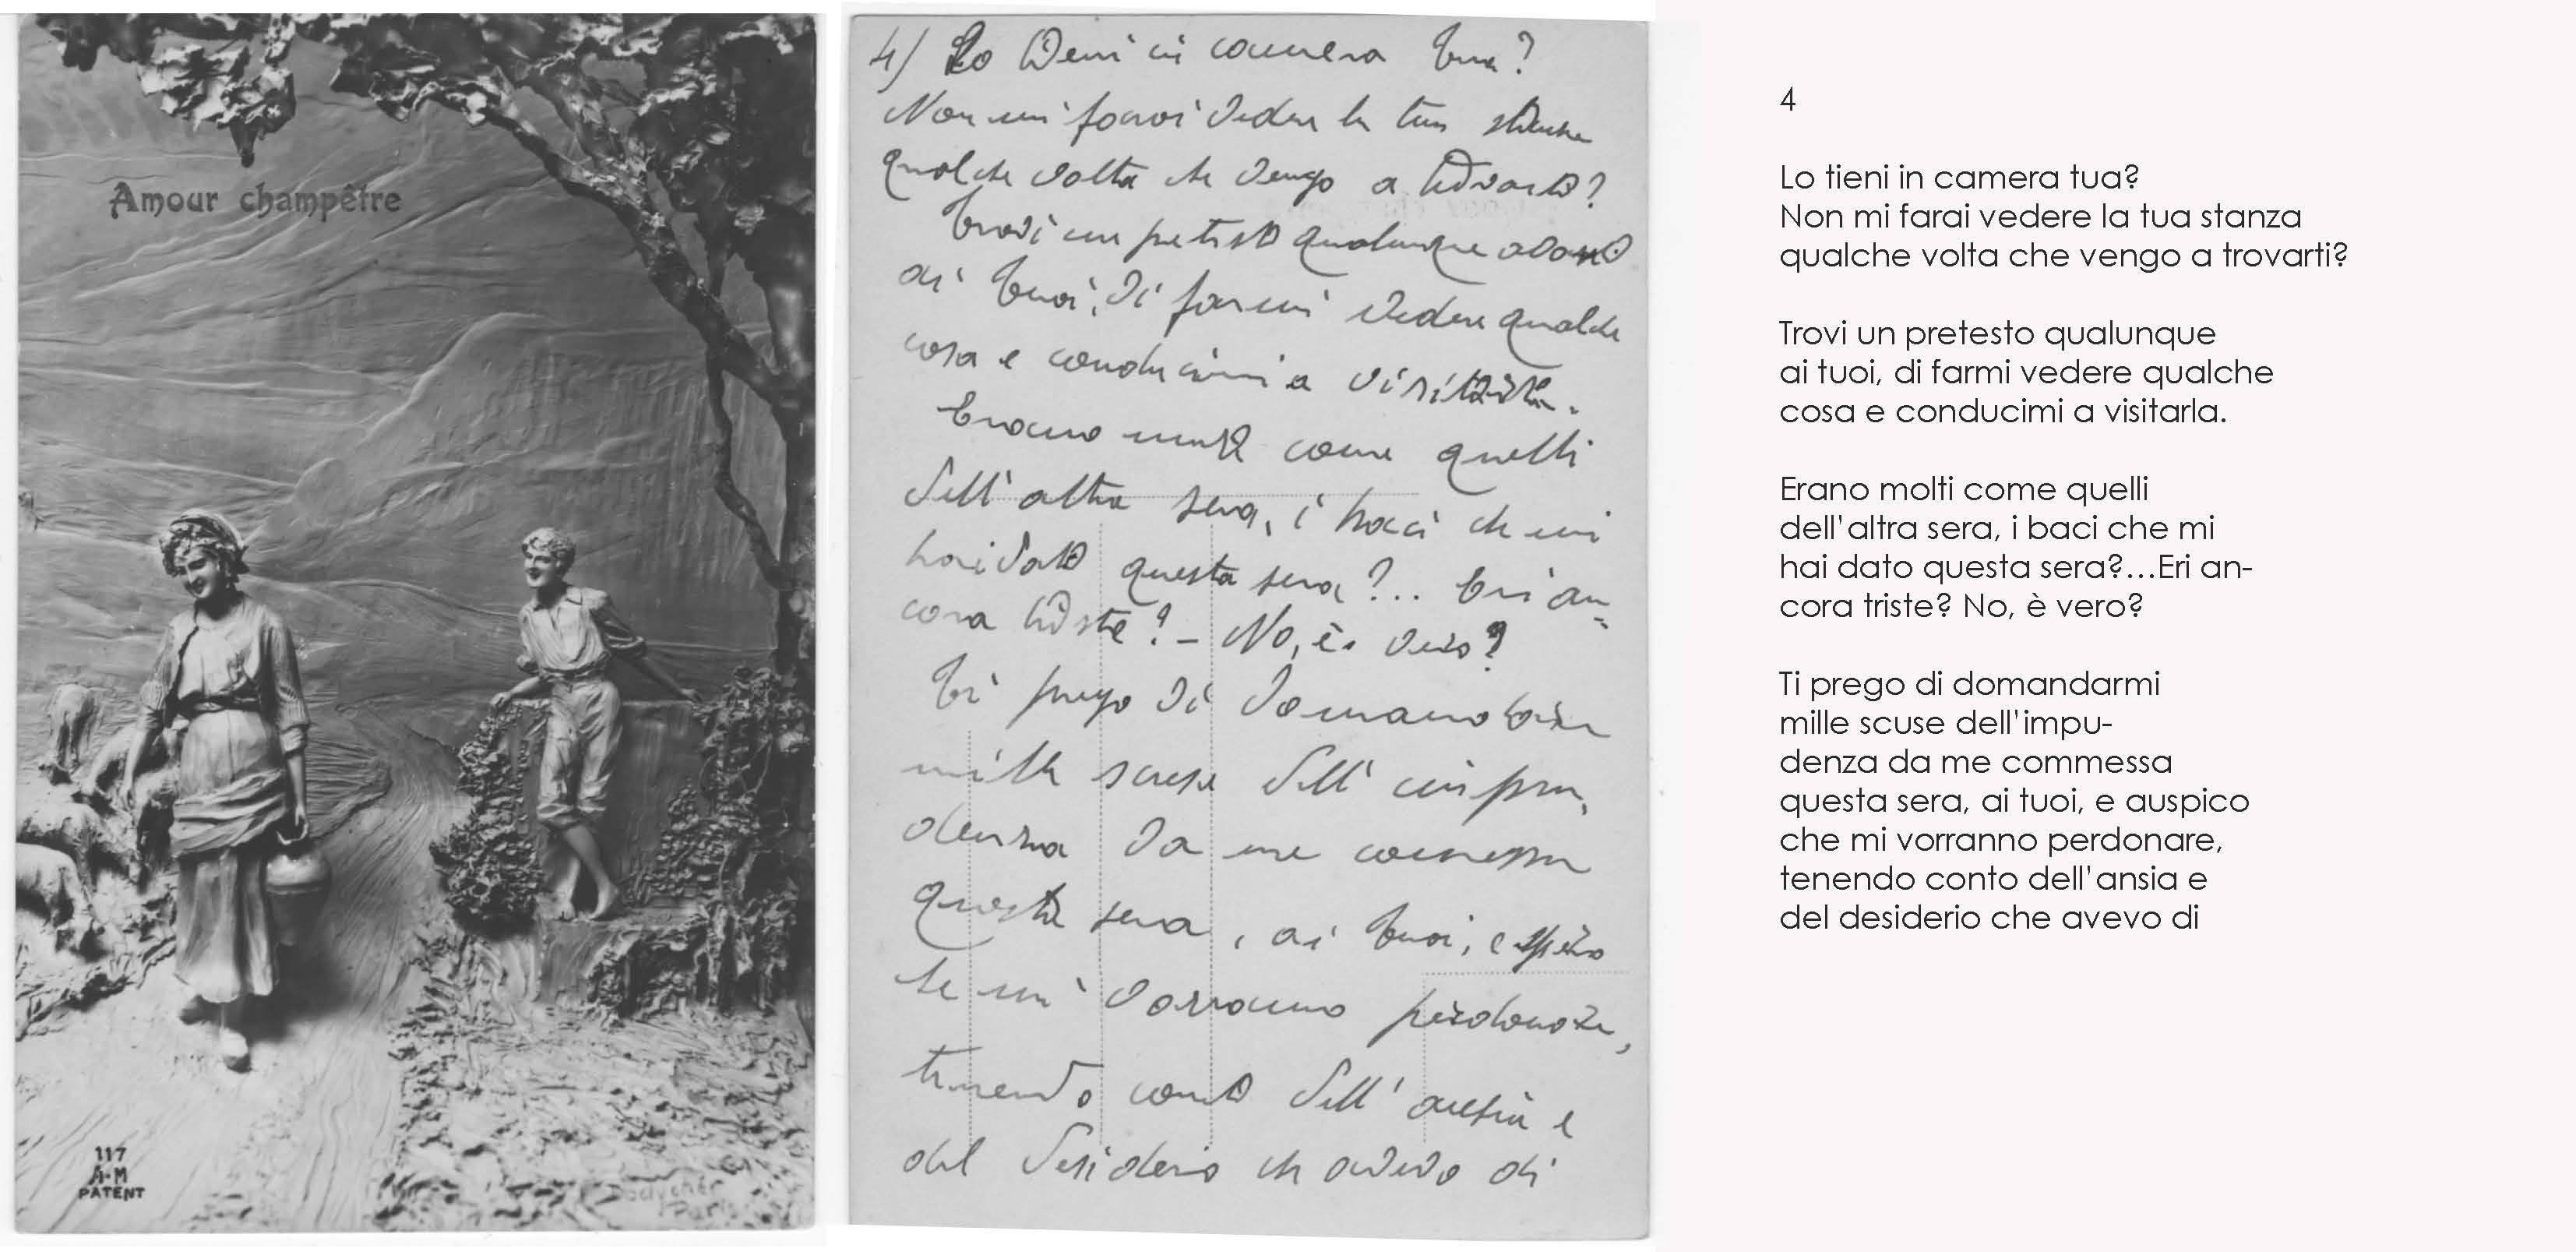 Amour champêtre
117
A·M
PATENT
Paris
4) Lo tieni in camera tua?
Non mi farai vedere la tua stanza
qualche volta che vengo a trovarti?
Trovi un pretesto qualunque
ai tuoi, di farmi vedere qualche
cosa e conducimi a visitarla.
Erano molti come quelli
dell'altra sera, i baci che mi
hai dato questa sera?.. Eri an=
cora triste? – No, è vero?
Ti prego di
mille scuse dell'impru-
denza da me commessa
questa sera, ai tuoi, e spero
che mi vorranno perdonare,
tenendo conto dell'ansia e
del desiderio che avevo di
4
Lo tieni in camera tua?
Non mi farai vedere la tua stanza
qualche volta che vengo a trovarti?
Trovi un pretesto qualunque
ai tuoi, di farmi vedere qualche
cosa e conducimi a visitarla.
Erano molti come quelli
dell'altra sera, i baci che mi
hai dato questa sera?...Eri an-
cora triste? No, è vero?
Ti prego di domandarmi
mille scuse dell'impu-
denza da me commessa
questa sera, ai tuoi, e auspico
che mi vorranno perdonare,
tenendo conto dell'ansia e
del desiderio che avevo di